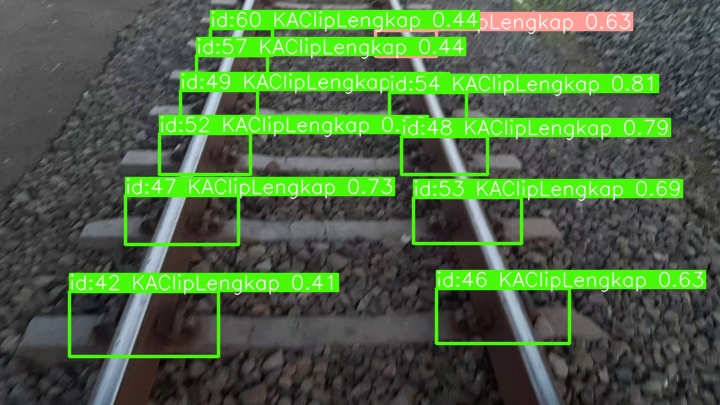 id:60 KAClipLengkap 0.44
pLengkap 0.63
id:57 KAClipLengkap 0.44
id:49 KAClipLengkap
id:54 KAClipLengkap 0.81
id:52 KAClipLengkap 0.
id:48 KAClipLengkap 0.79
id:47 KAClipLengkap 0.73
id:53 KAClipLengkap 0.69
id:42 KAClipLengkap 0.41
id:46 KAClipLengkap 0.63